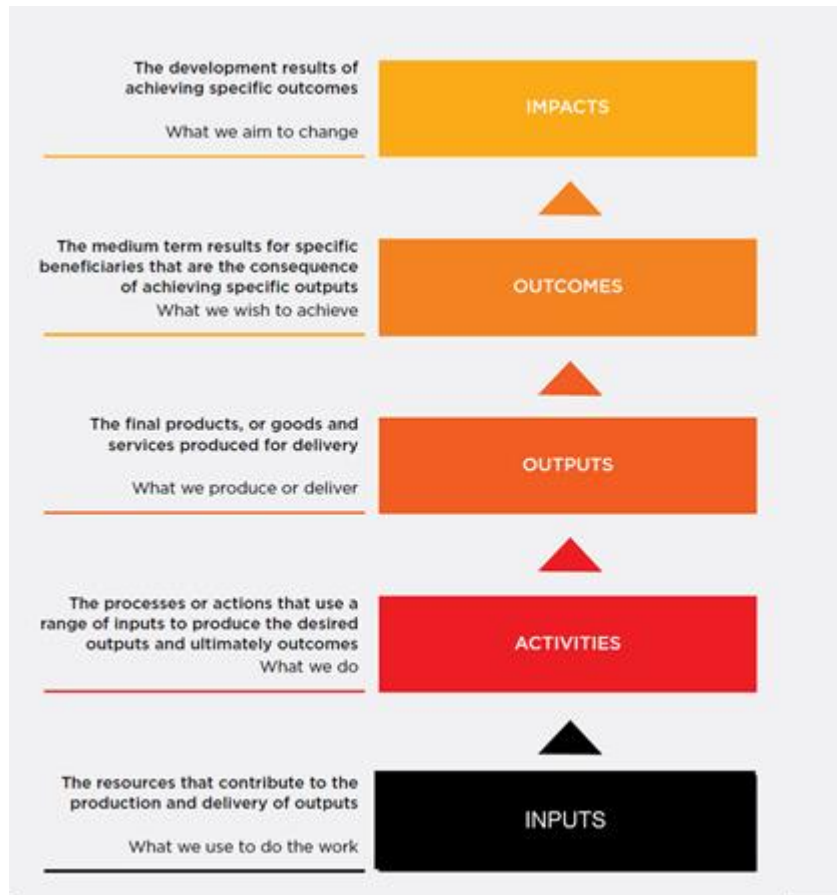 The development results of
achieving specific outcomes
What we aim to change
IMPACTS
The medium term results for specific
beneficiaries that are the consequence
of achieving specific outputs
What we wish to achieve
OUTCOMES
The final products, or goods and
services produced for delivery
What we produce or deliver
OUTPUTS
The processes or actions that use a
range of inputs to produce the desired
outputs and ultimately outcomes
What we do
ACTIVITIES
The resources that contribute to the
production and delivery of outputs
What we use to do the work
INPUTS